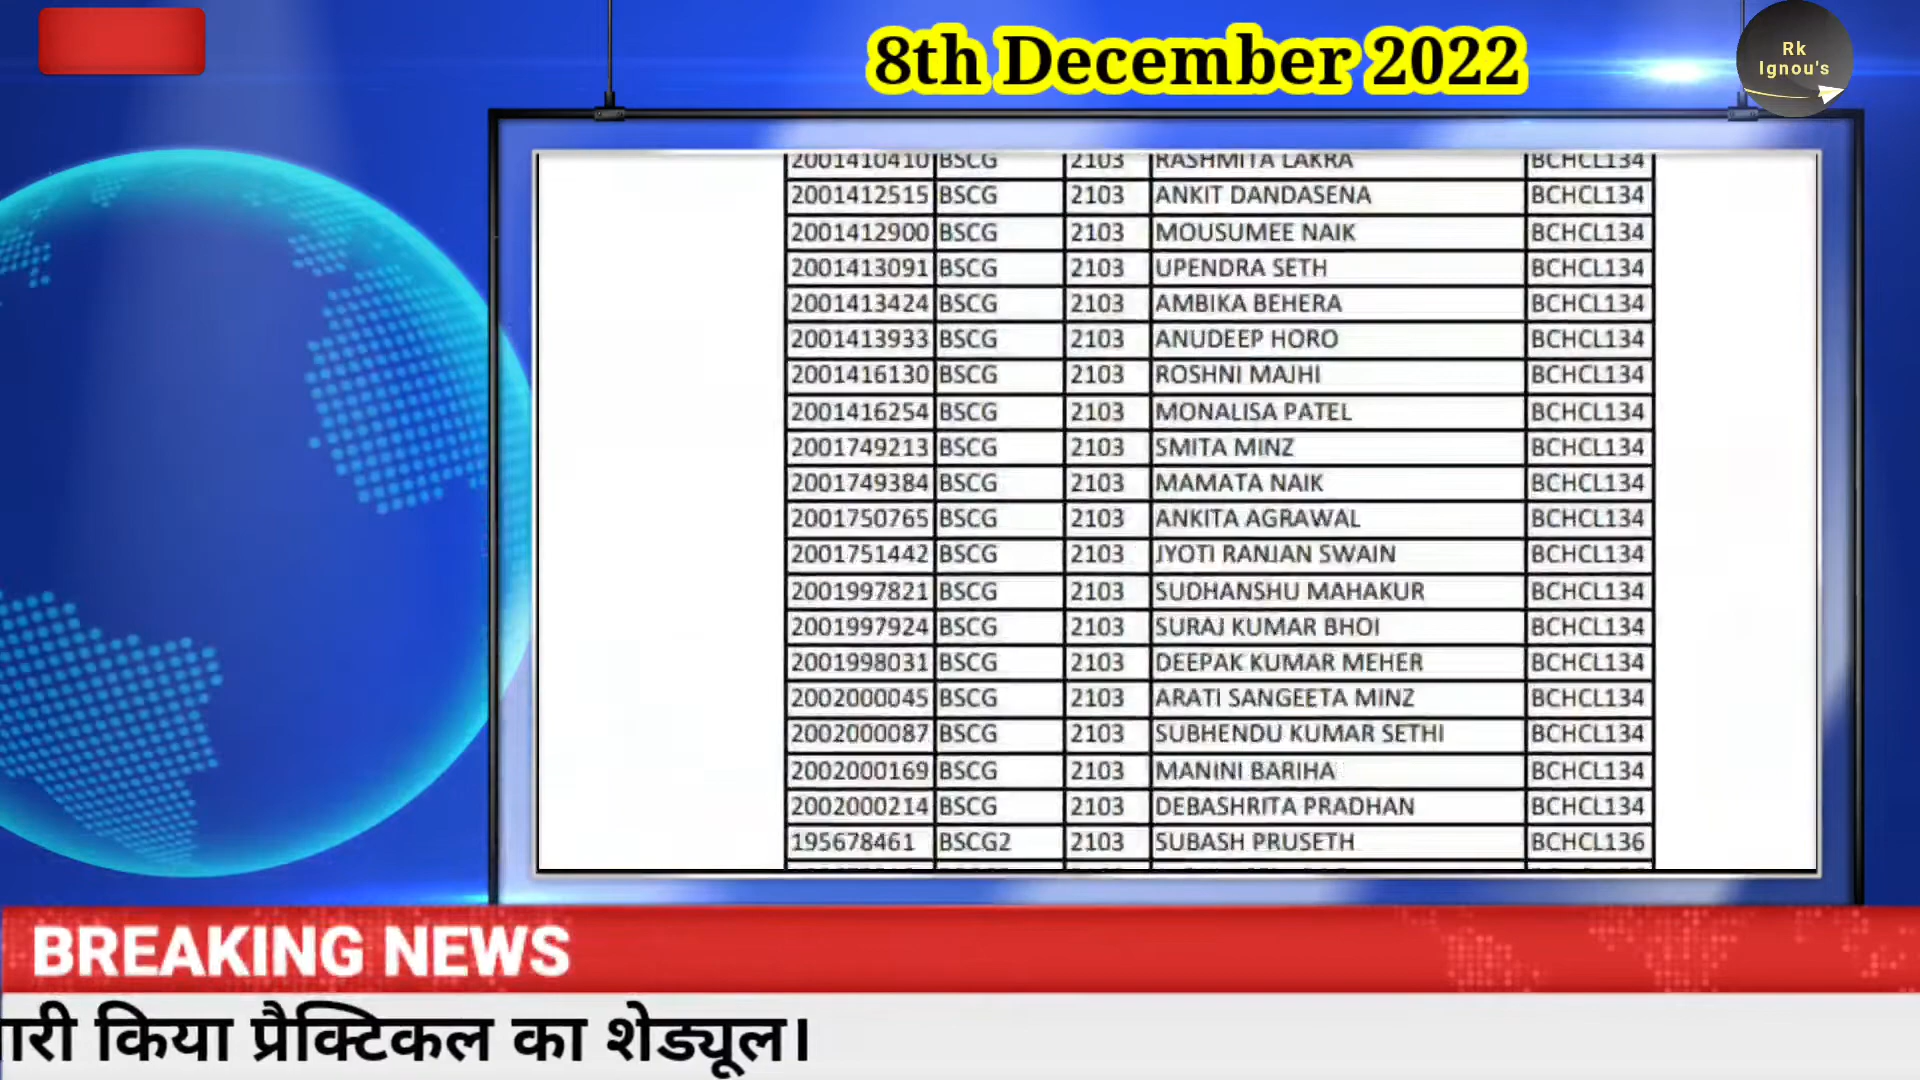 8th December 2022
Rk
Ignou's
2001410410 BSCG 2103 RASHMITA LAKRA BCHCL134
2001412515 BSCG 2103 ANKIT DANDASENA BCHCL134
2001412900 BSCG 2103 MOUSUMEE NAIK BCHCL134
2001413091 BSCG 2103 UPENDRA SETH BCHCL134
2001413424 BSCG 2103 AMBIKA BEHERA BCHCL134
2001413933 BSCG 2103 ANUDEEP HORO BCHCL134
2001416130 BSCG 2103 ROSHNI MAJHI BCHCL134
2001416254 BSCG 2103 MONALISA PATEL BCHCL134
2001749213 BSCG 2103 SMITA MINZ BCHCL134
2001749384 BSCG 2103 MAMATA NAIK BCHCL134
2001750765 BSCG 2103 ANKITA AGRAWAL BCHCL134
2001751442 BSCG 2103 JYOTI RANJAN SWAIN BCHCL134
2001997821 BSCG 2103 SUDHANSHU MAHAKUR BCHCL134
2001997924 BSCG 2103 SURAJ KUMAR BHOI BCHCL134
2001998031 BSCG 2103 DEEPAK KUMAR MEHER BCHCL134
2002000045 BSCG 2103 ARATI SANGEETA MINZ BCHCL134
2002000087 BSCG 2103 SUBHENDU KUMAR SETHI BCHCL134
2002000169 BSCG 2103 MANINI BARIHA BCHCL134
2002000214 BSCG 2103 DEBASHRITA PRADHAN BCHCL134
195678461 BSCG2 2103 SUBASH PRUSETH BCHCL136
BREAKING NEWS
ारी किया प्रैक्टिकल का शेड्यूल।